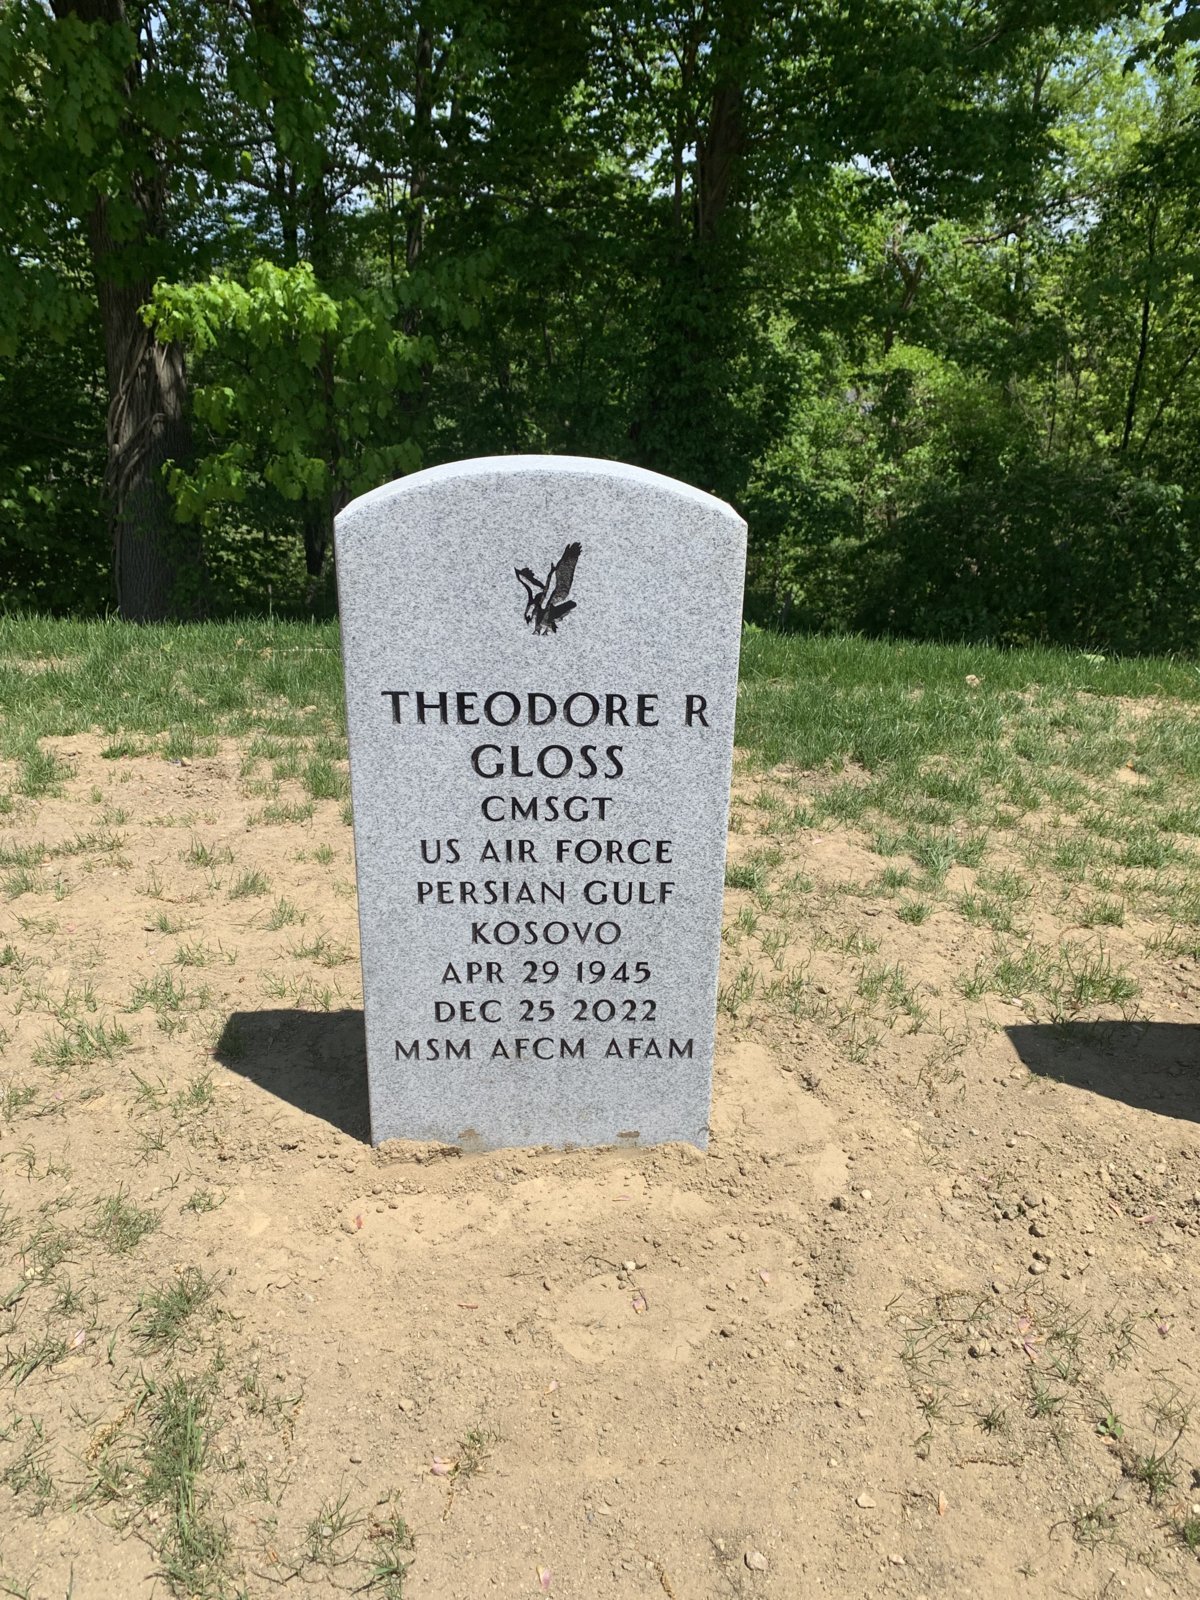 THEODORE R
GLOSS
CMSGT
US AIR FORCE
PERSIAN GULF
KOSOVO
APR 29 1945
DEC 25 2022
MSM AFCM AFAM